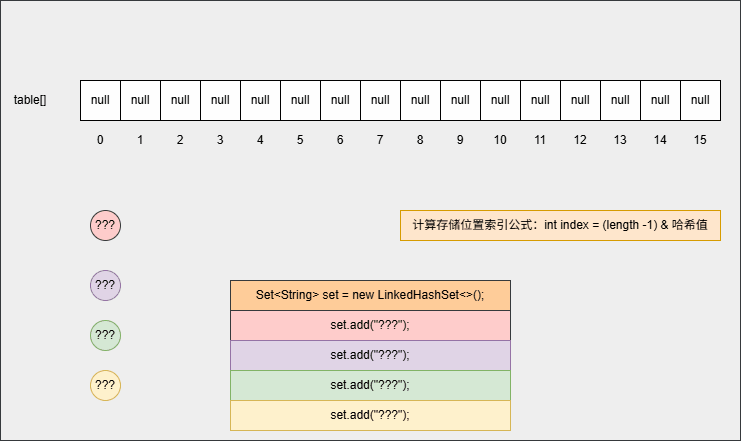 table[] null null null null null null null null null null null null null null null null
0 1 2 3 4 5 6 7 8 9 10 11 12 13 14 15
???
计算存储位置索引公式：int index = (length -1) & 哈希值
???
Set<String> set = new LinkedHashSet<>();
set.add("???");
???
set.add("???");
???
set.add("???");
set.add("???");